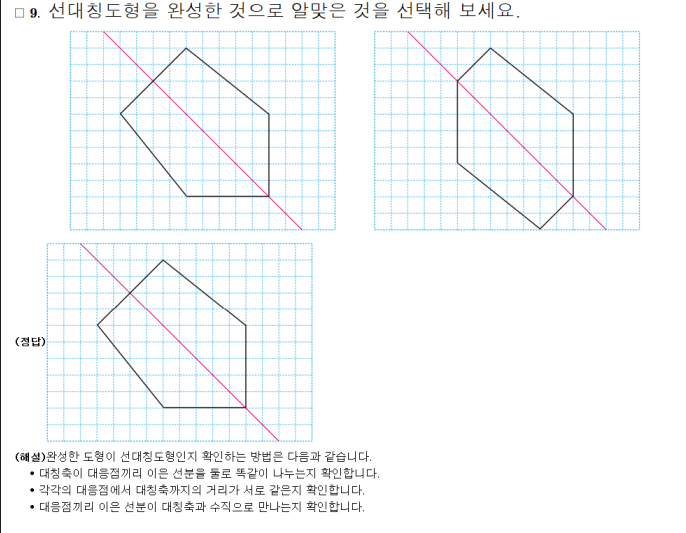 □ 9. 선대칭도형을 완성한 것으로 알맞은 것을 선택해 보세요.
(정답)
(해설)완성한 도형이 선대칭도형인지 확인하는 방법은 다음과 같습니다.
• 대칭축이 대응점끼리 이은 선분을 둘로 똑같이 나누는지 확인합니다.
• 각각의 대응점에서 대칭축까지의 거리가 서로 같은지 확인합니다.
• 대응점끼리 이은 선분이 대칭축과 수직으로 만나는지 확인합니다.